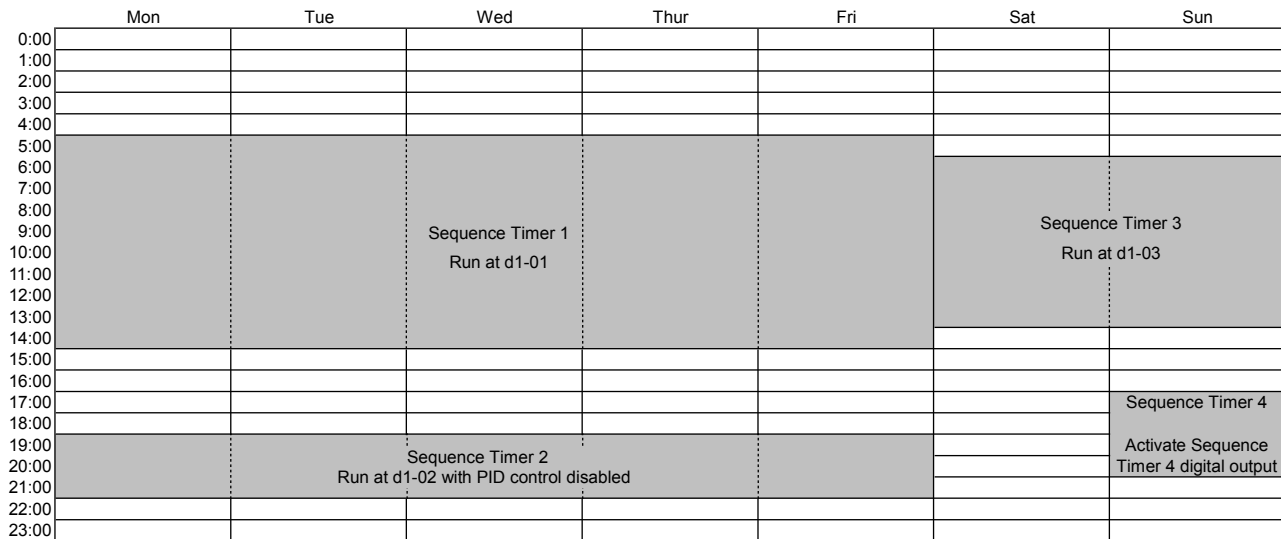 Mon Tue Wed Thur Fri Sat Sun
0:00
1:00
2:00
3:00
4:00
5:00
6:00
7:00
8:00
9:00
10:00
11:00
12:00
13:00
14:00
15:00
16:00
17:00
18:00
19:00
20:00
21:00
22:00
23:00
Sequence Timer 1
Run at d1-01
Sequence Timer 2
Run at d1-02 with PID control disabled
Sequence Timer 3
Run at d1-03
Sequence Timer 4
Activate Sequence
Timer 4 digital output